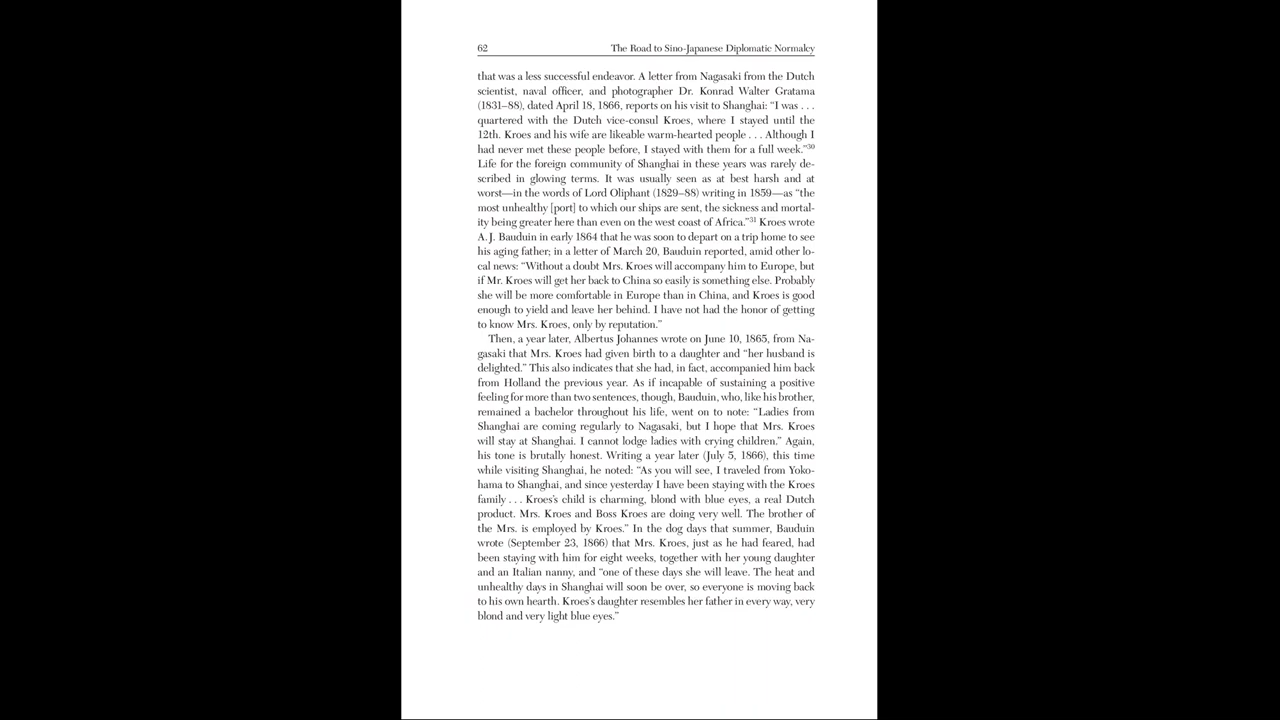 62 The Road to Sino-Japanese Diplomatic Normalcy
that was a less successful endeavor. A letter from Nagasaki from the Dutch
scientist, naval officer, and photographer Dr. Konrad Walter Gratama
(1831–88), dated April 18, 1866, reports on his visit to Shanghai: “I was . . .
quartered with the Dutch vice-consul Kroes, where I stayed until the
12th. Kroes and his wife are likeable warm-hearted people . . . Although I
had never met these people before, I stayed with them for a full week.”30
Life for the foreign community of Shanghai in these years was rarely de-
scribed in glowing terms. It was usually seen as at best harsh and at
worst—in the words of Lord Oliphant (1829–88) writing in 1859—as “the
most unhealthy [port] to which our ships are sent, the sickness and mortal-
ity being greater here than even on the west coast of Africa.”31 Kroes wrote
A. J. Bauduin in early 1864 that he was soon to depart on a trip home to see
his aging father; in a letter of March 20, Bauduin reported, amid other lo-
cal news: “Without a doubt Mrs. Kroes will accompany him to Europe, but
if Mr. Kroes will get her back to China so easily is something else. Probably
she will be more comfortable in Europe than in China, and Kroes is good
enough to yield and leave her behind. I have not had the honor of getting
to know Mrs. Kroes, only by reputation.”
Then, a year later, Albertus Johannes wrote on June 10, 1865, from Na-
gasaki that Mrs. Kroes had given birth to a daughter and “her husband is
delighted.” This also indicates that she had, in fact, accompanied him back
from Holland the previous year. As if incapable of sustaining a positive
feeling for more than two sentences, though, Bauduin, who, like his brother,
remained a bachelor throughout his life, went on to note: “Ladies from
Shanghai are coming regularly to Nagasaki, but I hope that Mrs. Kroes
will stay at Shanghai. I cannot lodge ladies with crying children.” Again,
his tone is brutally honest. Writing a year later (July 5, 1866), this time
while visiting Shanghai, he noted: “As you will see, I traveled from Yoko-
hama to Shanghai, and since yesterday I have been staying with the Kroes
family . . . Kroes’s child is charming, blond with blue eyes, a real Dutch
product. Mrs. Kroes and Boss Kroes are doing very well. The brother of
the Mrs. is employed by Kroes.” In the dog days that summer, Bauduin
wrote (September 23, 1866) that Mrs. Kroes, just as he had feared, had
been staying with him for eight weeks, together with her young daughter
and an Italian nanny, and “one of these days she will leave. The heat and
unhealthy days in Shanghai will soon be over, so everyone is moving back
to his own hearth. Kroes’s daughter resembles her father in every way, very
blond and very light blue eyes.”